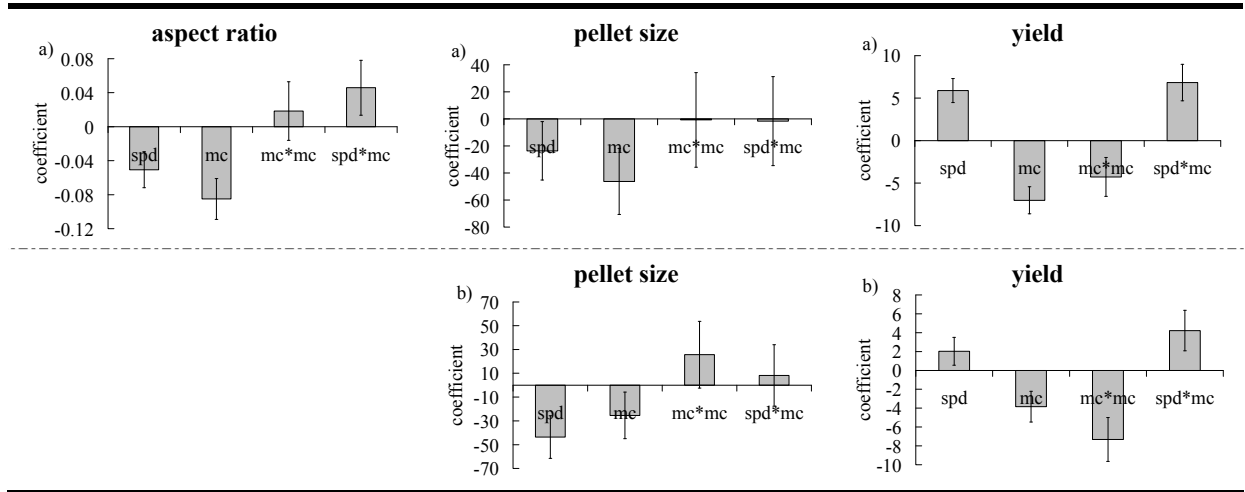 aspect ratio
a)
0.08
0.04
0
-0.04
-0.08
-0.12
coefficient
spd
mc
mc*mc
spd*mc
pellet size
a)
40
20
0
-20
-40
-60
-80
coefficient
spd
mc
mc*mc
spd*mc
yield
a)
10
5
0
-5
-10
coefficient
spd
mc
mc*mc
spd*mc
pellet size
b)
70
50
30
10
-10
-30
-50
-70
coefficient
spd
mc
mc*mc
spd*mc
yield
b)
8
6
4
2
0
-2
-4
-6
-8
-10
coefficient
spd
mc
mc*mc
spd*mc